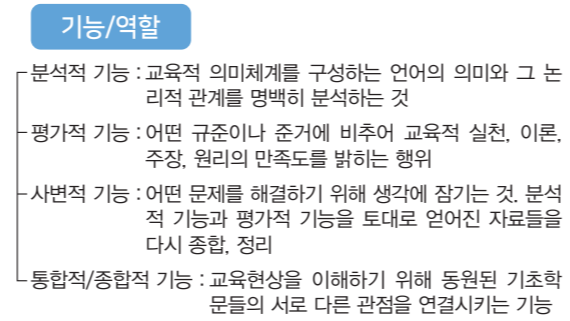 기능/역할
분석적 기능 : 교육적 의미체계를 구성하는 언어의 의미와 그 논
리적 관계를 명백히 분석하는 것
평가적 기능 : 어떤 규준이나 준거에 비추어 교육적 실천, 이론,
주장, 원리의 만족도를 밝히는 행위
사변적 기능 : 어떤 문제를 해결하기 위해 생각에 잠기는 것. 분석
적 기능과 평가적 기능을 토대로 얻어진 자료들을
다시 종합, 정리
통합적/종합적 기능 : 교육현상을 이해하기 위해 동원된 기초학
문들의 서로 다른 관점을 연결시키는 기능